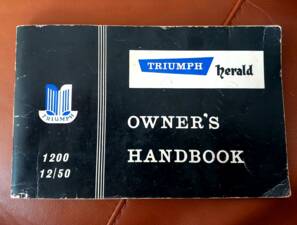 TRIUMPH herald
TRIUMPH
OWNER'S
HANDBOOK
1200
12/50